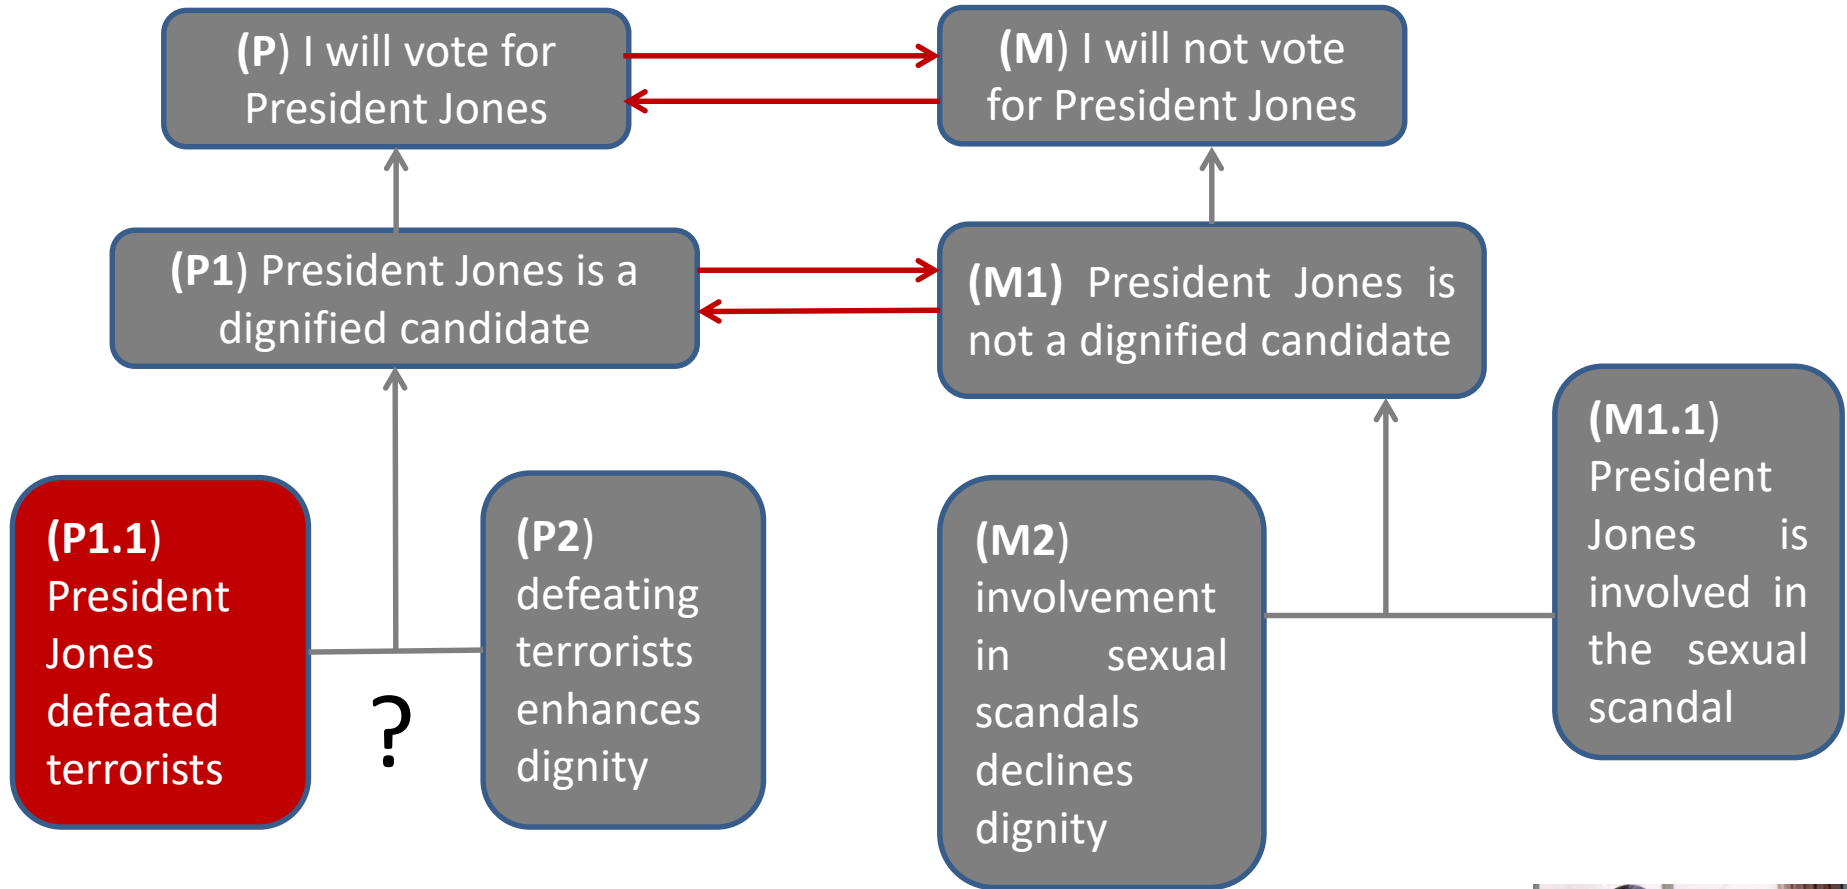 (P) I will vote for
President Jones
(M) I will not vote
for President Jones
(P1) President Jones is a
dignified candidate
(M1) President Jones is
not a dignified candidate
(P1.1)
President
Jones
defeated
terrorists
?
(P2)
defeating
terrorists
enhances
dignity
(M2)
involvement
in sexual
scandals
declines
dignity
(M1.1)
President
Jones is
involved in
the sexual
scandal